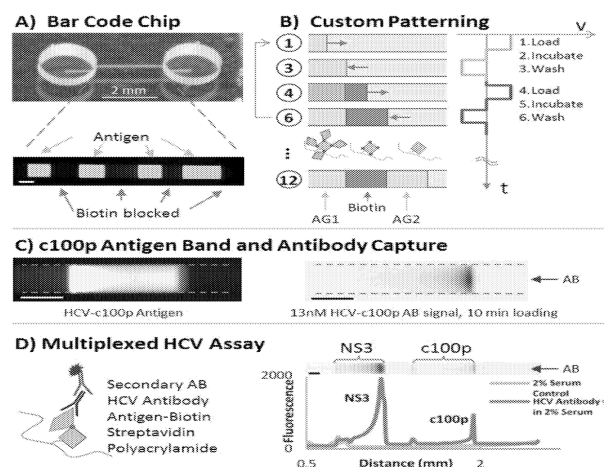 A) Bar Code Chip
2 mm
Antigen
Biotin blocked
B) Custom Patterning
1
3
4
6
12
V
1.Load
2.Incubate
3.Wash
4.Load
5.Incubate
6.Wash
t
Biotin
AG1
AG2
C) c100p Antigen Band and Antibody Capture
AB
HCV-c100p Antigen
13nM HCV-c100p AB signal, 10 min loading
D) Multiplexed HCV Assay
Secondary AB
HCV Antibody
Antigen-Biotin
Streptavidin
Polyacrylamide
NS3
c100p
AB
2000
Fluorescence
0
NS3
c100p
2% Serum
Control
HCV Antibody
in 2% Serum
0.5
Distance (mm)
2